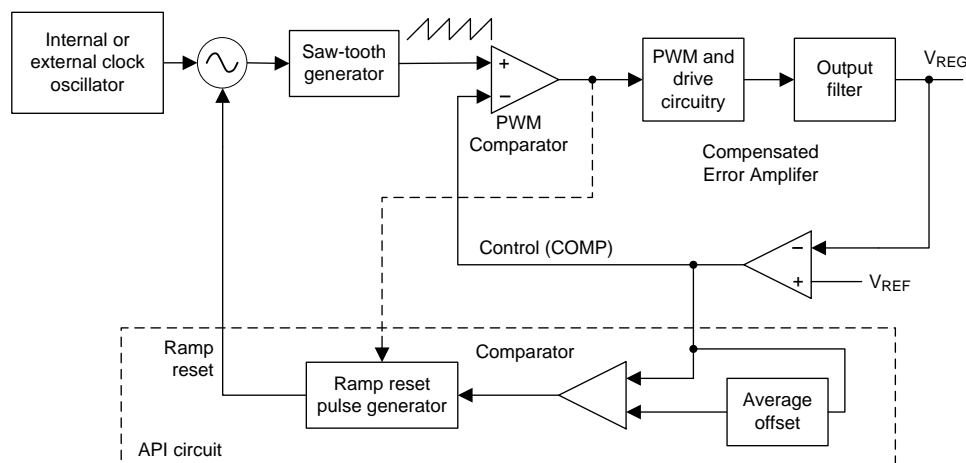 Internal or
external clock
oscillator
Saw-tooth
generator
+
−
PWM
Comparator
PWM and
drive
circuitry
Output
filter
VREG
Compensated
Error Amplifer
Control (COMP)
−
+
VREF
Ramp
reset
Comparator
Ramp reset
pulse generator
Average
offset
API circuit